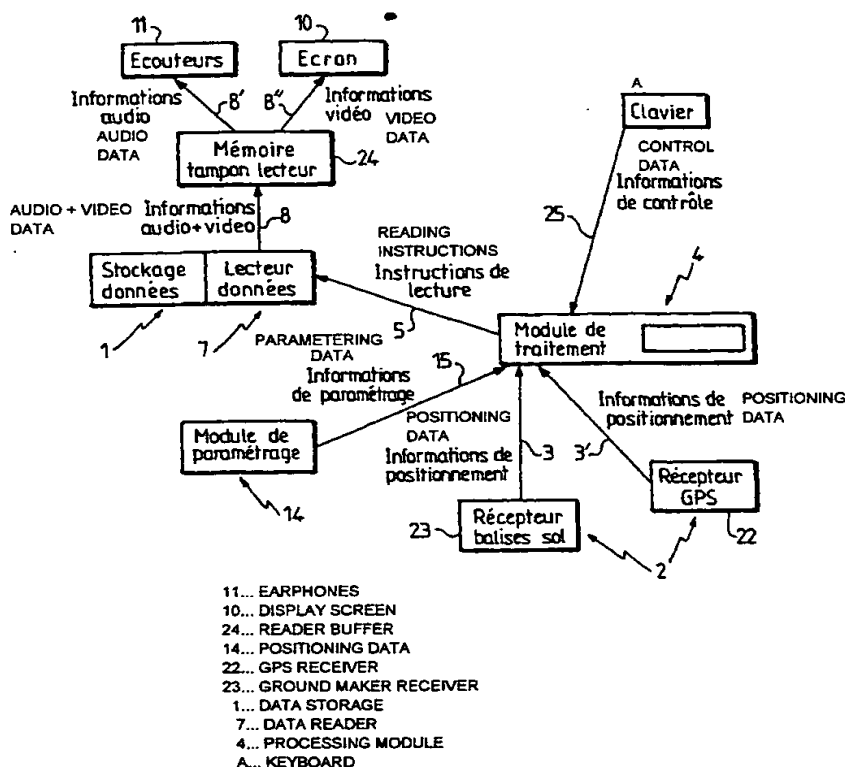 11
10
Ecouteurs
Ecran
Informations
audio
AUDIO
DATA
8'
8"
Informations
vidéo
VIDEO
DATA
A
Clavier
Mémoire
tampon lecteur
24
CONTROL
DATA
Informations
de contrôle
25
AUDIO + VIDEO
DATA
Informations
audio+video
8
READING
INSTRUCTIONS
Instructions de
lecture
4
Stockage
données
Lecteur
données
5
Module de
traitement
1
7
PARAMETERING
DATA
Informations
de paramétrage
15
POSITIONING
DATA
Informations de
positionnement
3
Informations de
positionnement
POSITIONING
DATA
3'
Module de
paramétrage
14
Récepteur
GPS
22
23
Récepteur
balises sol
2
11... EARPHONES
10... DISPLAY SCREEN
24... READER BUFFER
14... POSITIONING DATA
22... GPS RECEIVER
23... GROUND MAKER RECEIVER
1... DATA STORAGE
7... DATA READER
4... PROCESSING MODULE
A... KEYBOARD